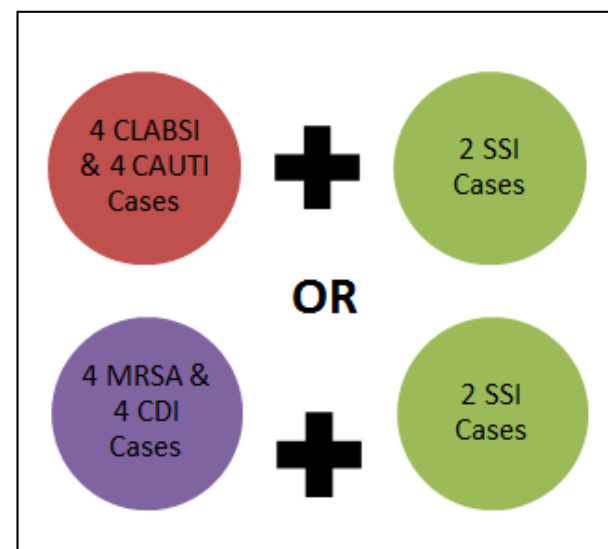 4 CLABSI
& 4 CAUTI
Cases
2 SSI
Cases
OR
4 MRSA &
4 CDI
Cases
2 SSI
Cases